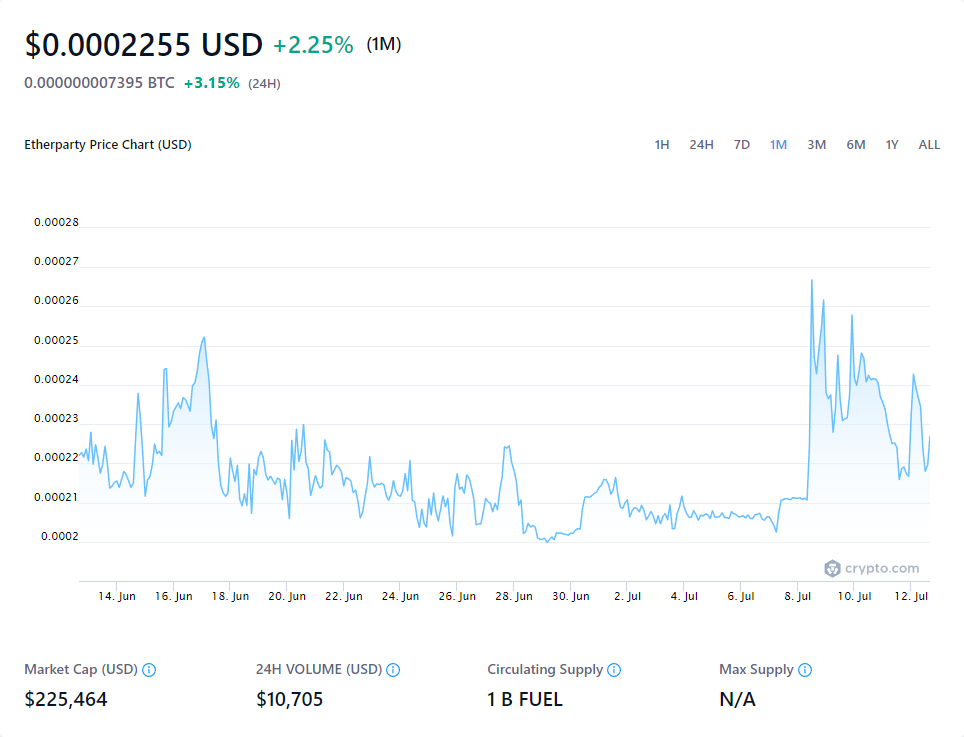 $0.0002255 USD +2.25% (1M)
0.000000007395 BTC +3.15% (24H)
Etherparty Price Chart (USD) 1H 24H 7D 1M 3M 6M 1Y ALL
0.00028
0.00027
0.00026
0.00025
0.00024
0.00023
0.00022
0.00021
0.0002
crypto.com
14. Jun 16. Jun 18. Jun 20. Jun 22. Jun 24. Jun 26. Jun 28. Jun 30. Jun 2. Jul 4. Jul 6. Jul 8. Jul 10. Jul 12. Jul
Market Cap (USD) 24H VOLUME (USD) Circulating Supply Max Supply
$225,464 $10,705 1 B FUEL N/A